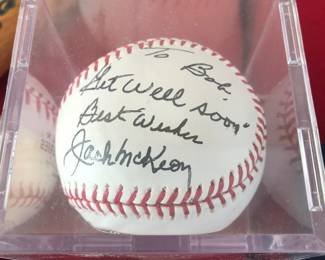 To Bob,
Get Well Soon"
Best Wishes
Jack McKeon